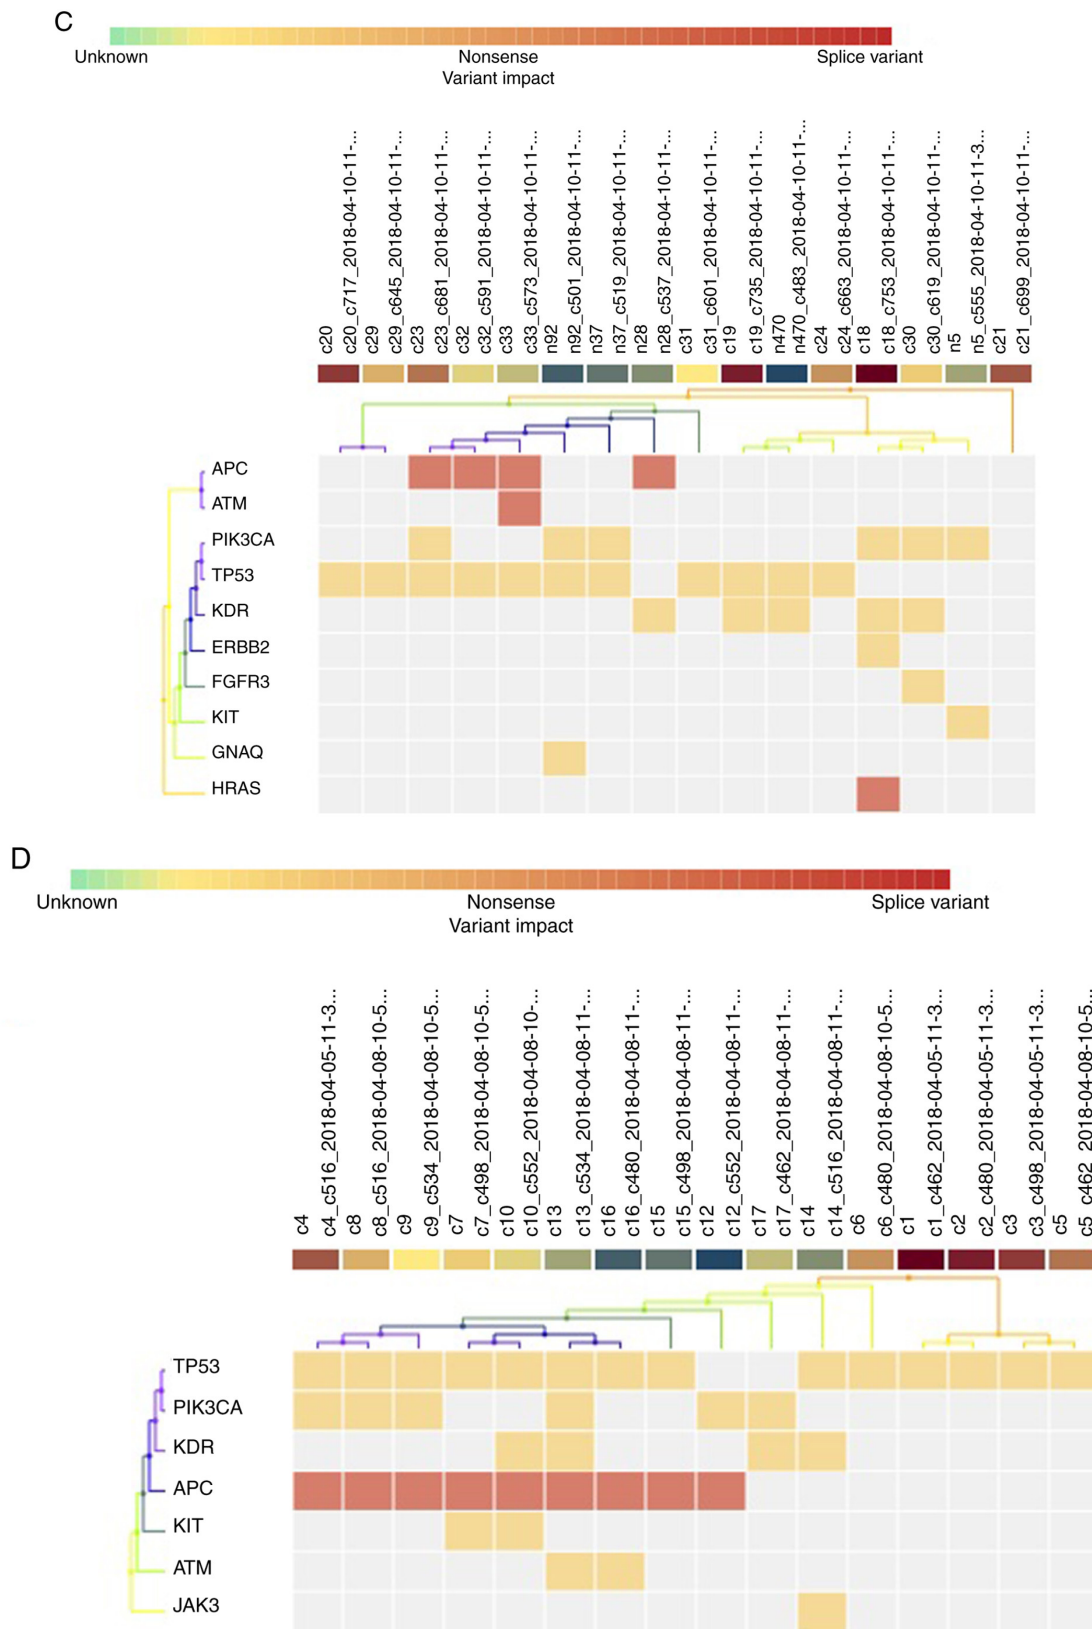 C
Unknown Nonsense Splice variant
Variant impact
c20
c20_c717_2018-04-10-11-...
c29
c29_c645_2018-04-10-11-...
c23
c23_c681_2018-04-10-11-...
c32
c32_c591_2018-04-10-11-...
c33
c33_c573_2018-04-10-11-...
n92
n92_c501_2018-04-10-11-...
n37
n37_c519_2018-04-10-11-...
n28
n28_c537_2018-04-10-11-...
c31
c31_c601_2018-04-10-11-...
c19
c19_c735_2018-04-10-11-...
n470
n470_c483_2018-04-10-11-...
c24
c24_c663_2018-04-10-11-...
c18
c18_c753_2018-04-10-11-...
c30
c30_c619_2018-04-10-11-...
n5
n5_c555_2018-04-10-11-3...
c21
c21_c699_2018-04-10-11-...
APC
ATM
PIK3CA
TP53
KDR
ERBB2
FGFR3
KIT
GNAQ
HRAS
D
Unknown Nonsense Splice variant
Variant impact
c4
c4_c516_2018-04-05-11-3...
c8
c8_c516_2018-04-08-10-5...
c9
c9_c534_2018-04-08-10-5...
c7
c7_c498_2018-04-08-10-5...
c10
c10_c552_2018-04-08-10-...
c13
c13_c534_2018-04-08-11-...
c16
c16_c480_2018-04-08-11-...
c15
c15_c498_2018-04-08-11-...
c12
c12_c552_2018-04-08-11-...
c17
c17_c462_2018-04-08-11-...
c14
c14_c516_2018-04-08-11-...
c6
c6_c480_2018-04-08-10-5...
c1
c1_c462_2018-04-05-11-3...
c2
c2_c480_2018-04-05-11-3...
c3
c3_c498_2018-04-05-11-3...
c5
c5_c462_2018-04-08-10-5...
TP53
PIK3CA
KDR
APC
KIT
ATM
JAK3